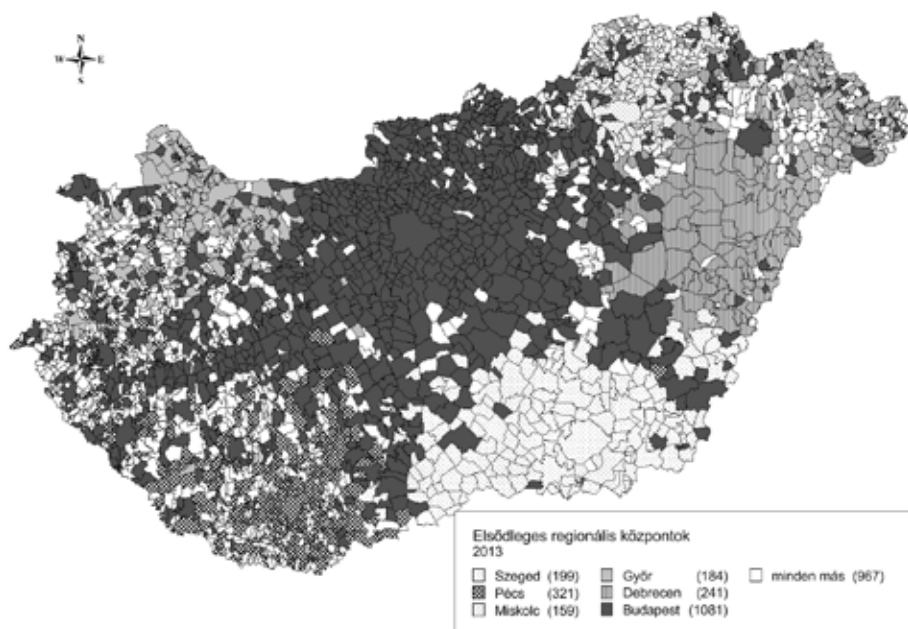 N
W E
S
Elsődleges regionális központok
2013
Szeged (199) Győr (184) minden más (967)
Pécs (321) Debrecen (241)
Miskolc (159) Budapest (1081)